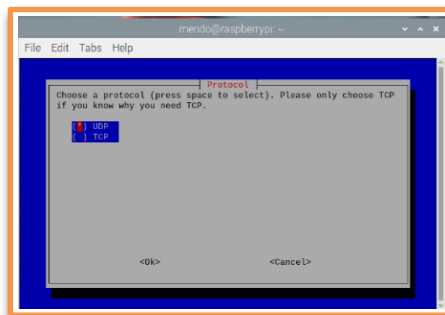 mendo@raspberrypi: ~
File Edit Tabs Help
Protocol
Choose a protocol (press space to select). Please only choose TCP
if you know why you need TCP.
(*) UDP
( ) TCP
<Ok> <Cancel>